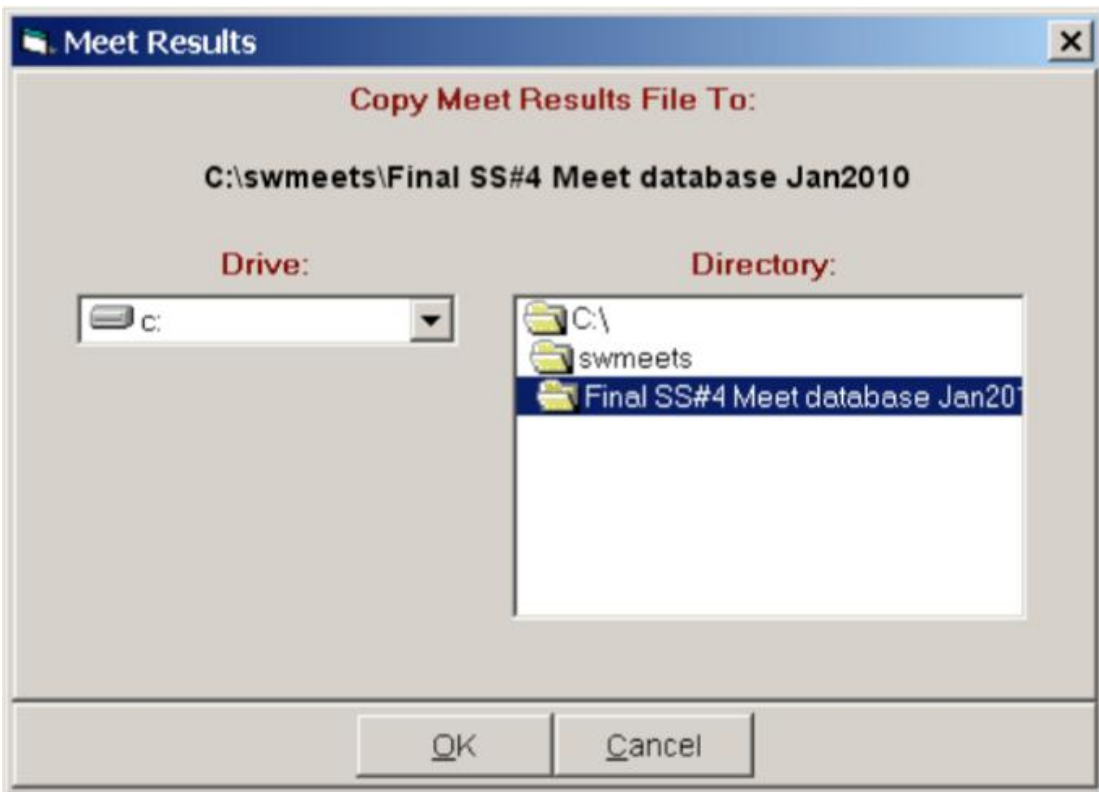 Meet Results
Copy Meet Results File To:
C:\swmeets\Final SS#4 Meet database Jan2010
Drive:
Directory:
c:
C:\
swmeets
Final SS#4 Meet database Jan201
OK
Cancel